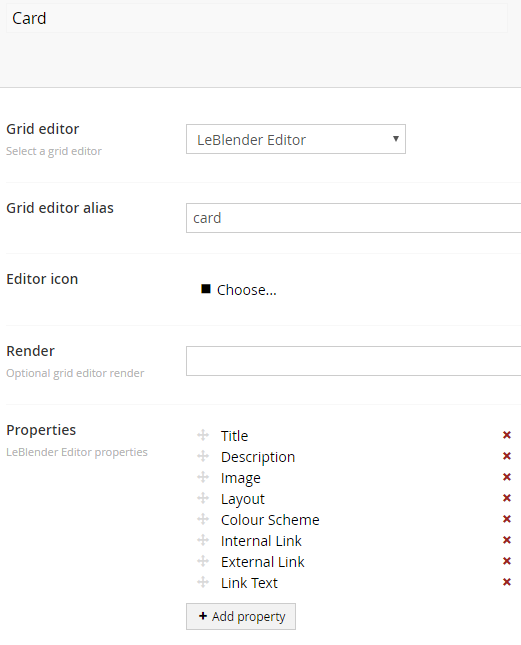 Card
Grid editor
Select a grid editor
LeBlender Editor
Grid editor alias
card
Editor icon
Choose...
Render
Optional grid editor render
Properties
LeBlender Editor properties
Title
Description
Image
Layout
Colour Scheme
Internal Link
External Link
Link Text
+ Add property